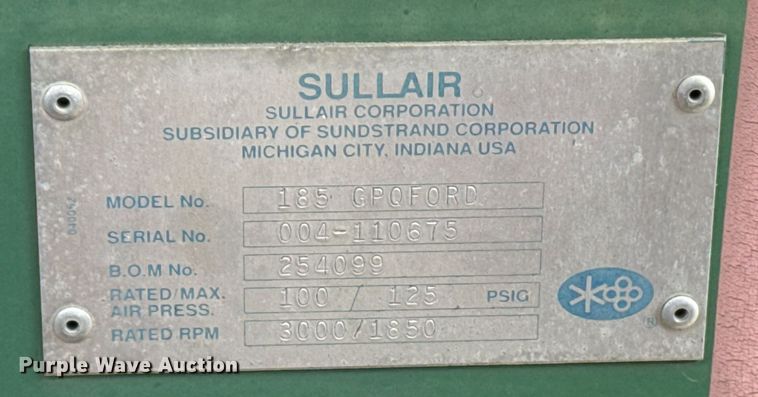 SULLAIR
SULLAIR CORPORATION
SUBSIDIARY OF SUNDSTRAND CORPORATION
MICHIGAN CITY, INDIANA USA
MODEL No. 185 GPQFORD
SERIAL No. 004-110675
B.O.M No. 254099
RATED/MAX. AIR PRESS. 100 / 125 PSIG
RATED RPM 3000/1850
®
Purple Wave Auction